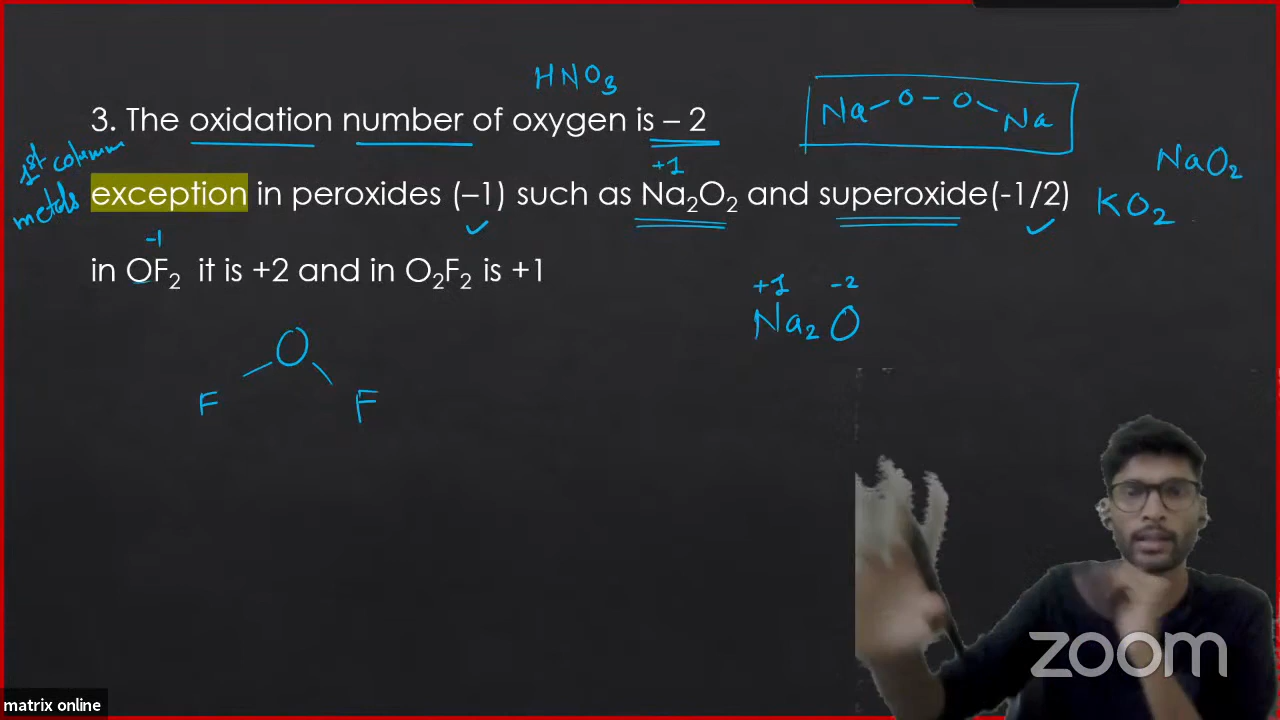 HNO3
3. The oxidation number of oxygen is – 2
Na–O–O–Na
1st column
metals
+1
NaO2
exception in peroxides (–1) such as Na2O2 and superoxide(-1/2)
KO2
-1
in OF2 it is +2 and in O2F2 is +1
+1 -2
Na2O
O
F F
zoom
matrix online